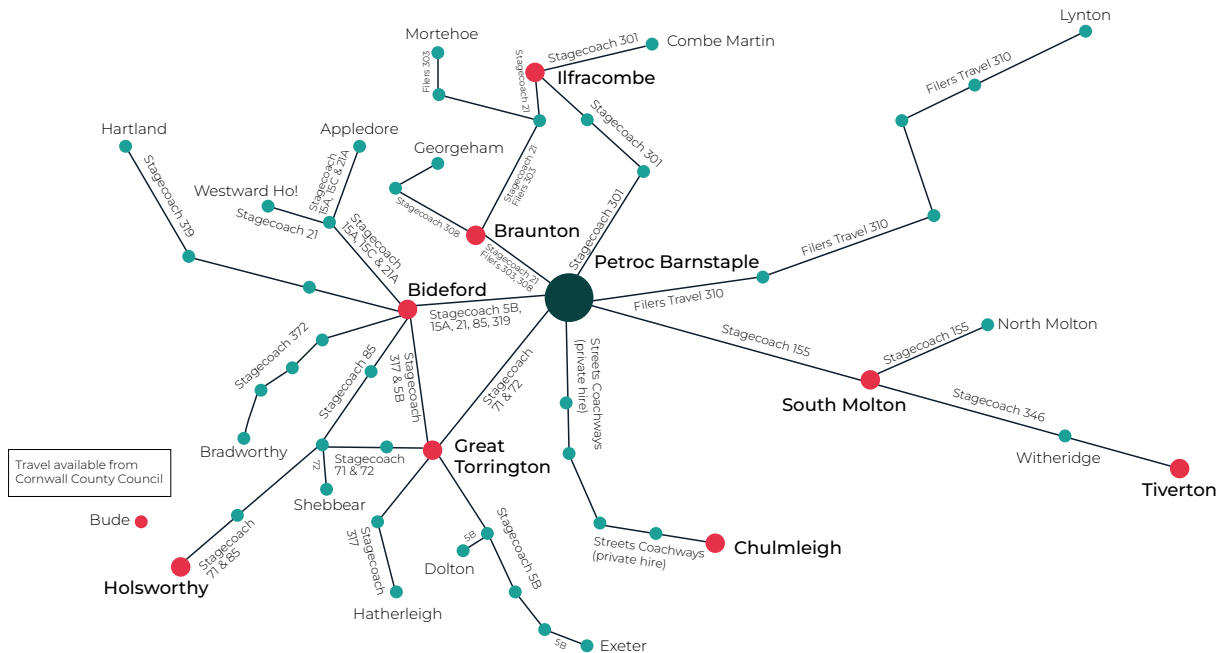 Lynton
Mortehoe
Stagecoach 301
Combe Martin
Filers 303
Stagecoach 21
Ilfracombe
Filers Travel 310
Hartland
Appledore
Georgeham
Stagecoach 301
Stagecoach 21
Filers 303
Stagecoach
15A, 15C & 21A
Westward Ho!
Stagecoach 319
Stagecoach 21
Stagecoach
15A, 15C & 21A
Stagecoach 308
Braunton
Stagecoach 301
Filers Travel 310
Stagecoach 21
Filers 303, 308
Petroc Barnstaple
Bideford
Filers Travel 310
Stagecoach 5B,
15A, 21, 85, 319
Stagecoach 155
North Molton
Stagecoach 155
Stagecoach 372
Stagecoach 85
Stagecoach
317 & 5B
Stagecoach
71 & 72
Streets Coachways
(private hire)
South Molton
Stagecoach 346
Bradworthy
Great
Torrington
Stagecoach
71 & 72
72
Witheridge
Tiverton
Travel available from
Cornwall County Council
Shebbear
Bude
Stagecoach
71 & 85
Holsworthy
Stagecoach
317
5B
Dolton
Stagecoach 5B
Streets Coachways
(private hire)
Chulmleigh
Hatherleigh
5B
Exeter